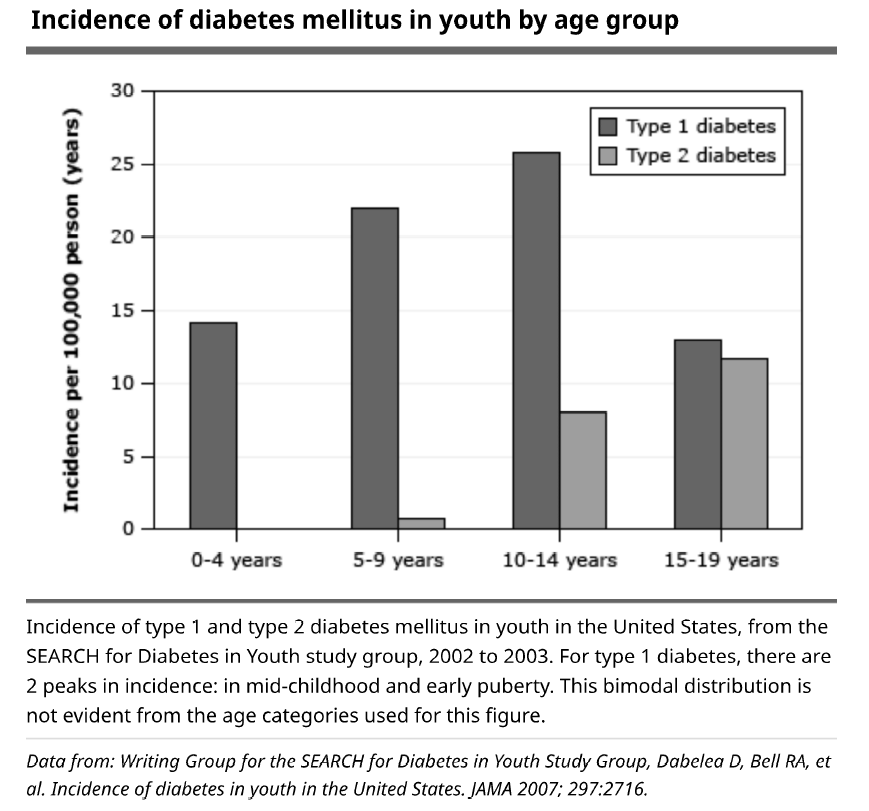 Incidence of diabetes mellitus in youth by age group
30
25
20
15
10
5
0
Incidence per 100,000 person (years)
Type 1 diabetes
Type 2 diabetes
0-4 years
5-9 years
10-14 years
15-19 years
Incidence of type 1 and type 2 diabetes mellitus in youth in the United States, from the
SEARCH for Diabetes in Youth study group, 2002 to 2003. For type 1 diabetes, there are
2 peaks in incidence: in mid-childhood and early puberty. This bimodal distribution is
not evident from the age categories used for this figure.
Data from: Writing Group for the SEARCH for Diabetes in Youth Study Group, Dabelea D, Bell RA, et
al. Incidence of diabetes in youth in the United States. JAMA 2007; 297:2716.